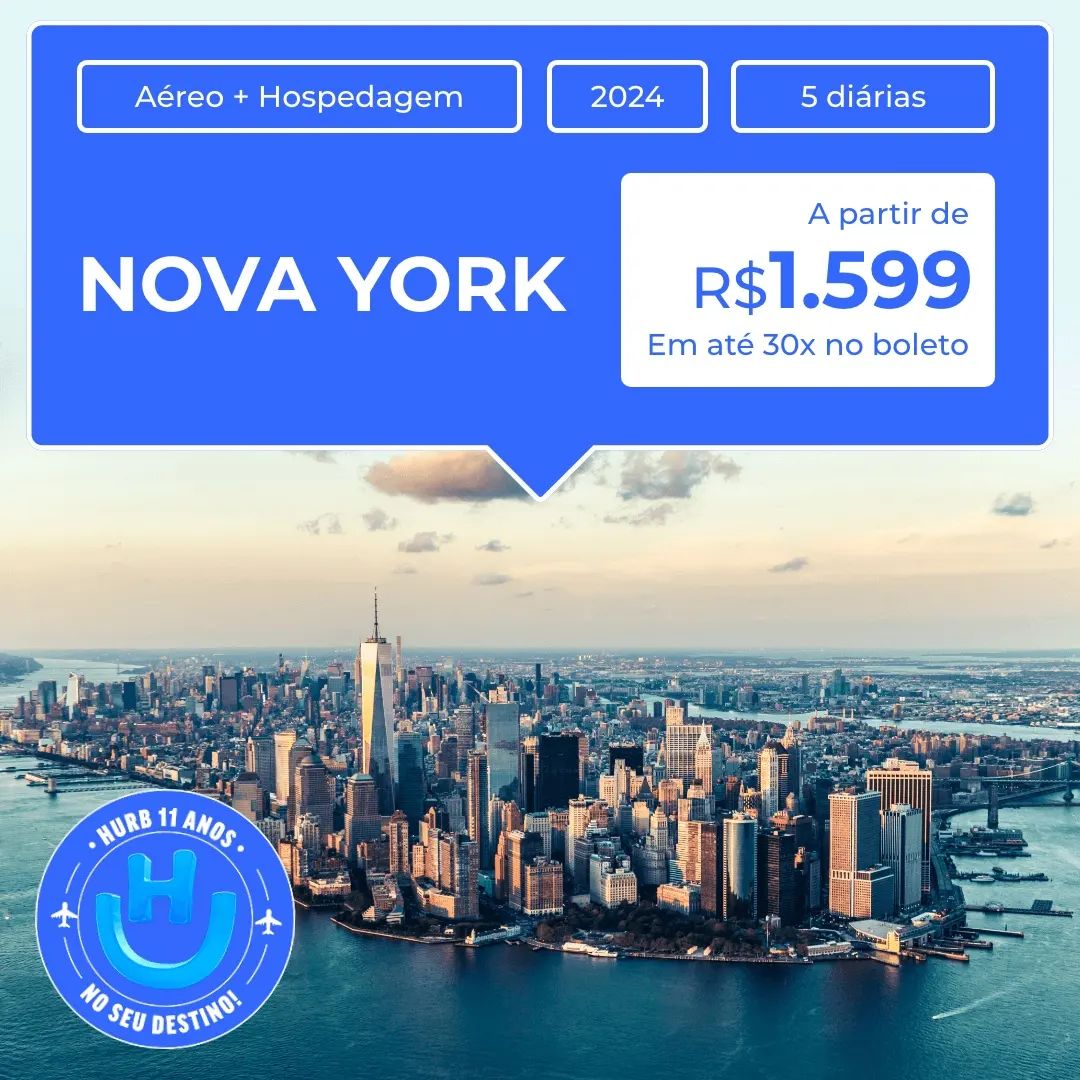 Aéreo + Hospedagem
2024
5 diárias
NOVA YORK
A partir de
R$1.599
Em até 30x no boleto
• HURB 11 ANOS •
H
NO SEU DESTINO!